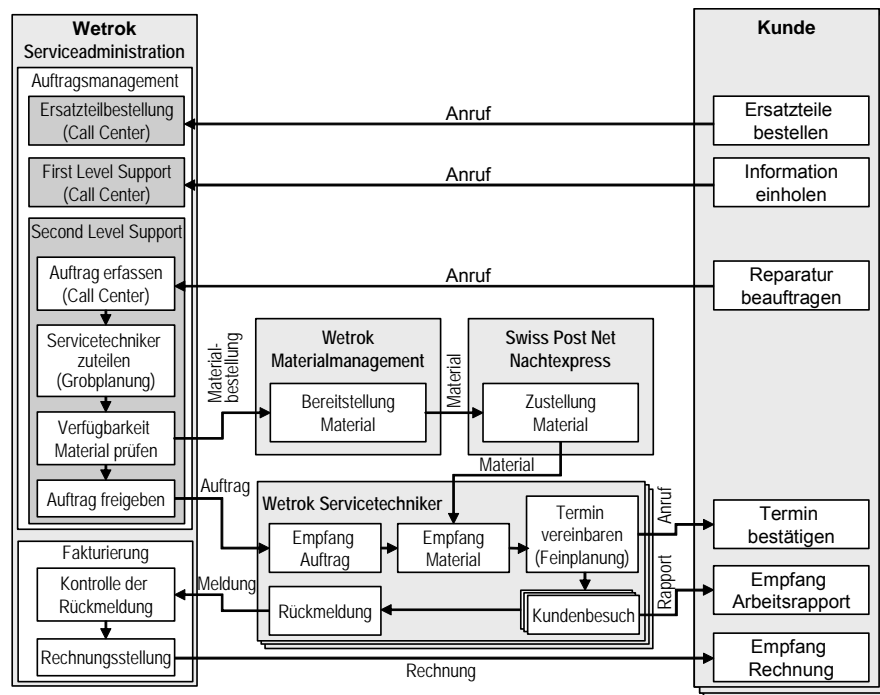 Wetrok
Serviceadministration
Auftragsmanagement
Ersatzteilbestellung
(Call Center)
First Level Support
(Call Center)
Second Level Support
Auftrag erfassen
(Call Center)
Servicetechniker
zuteilen
(Grobplanung)
Verfügbarkeit
Material prüfen
Auftrag freigeben
Fakturierung
Kontrolle der
Rückmeldung
Rechnungsstellung
Anruf
Anruf
Anruf
Material-
bestellung
Wetrok
Materialmanagement
Bereitstellung
Material
Material
Swiss Post Net
Nachtexpress
Zustellung
Material
Material
Auftrag
Wetrok Servicetechniker
Empfang
Auftrag
Empfang
Material
Termin
vereinbaren
(Feinplanung)
Anruf
Meldung
Rückmeldung
Kundenbesuch
Rapport
Rechnung
Kunde
Ersatzteile
bestellen
Information
einholen
Reparatur
beauftragen
Termin
bestätigen
Empfang
Arbeitsrapport
Empfang
Rechnung